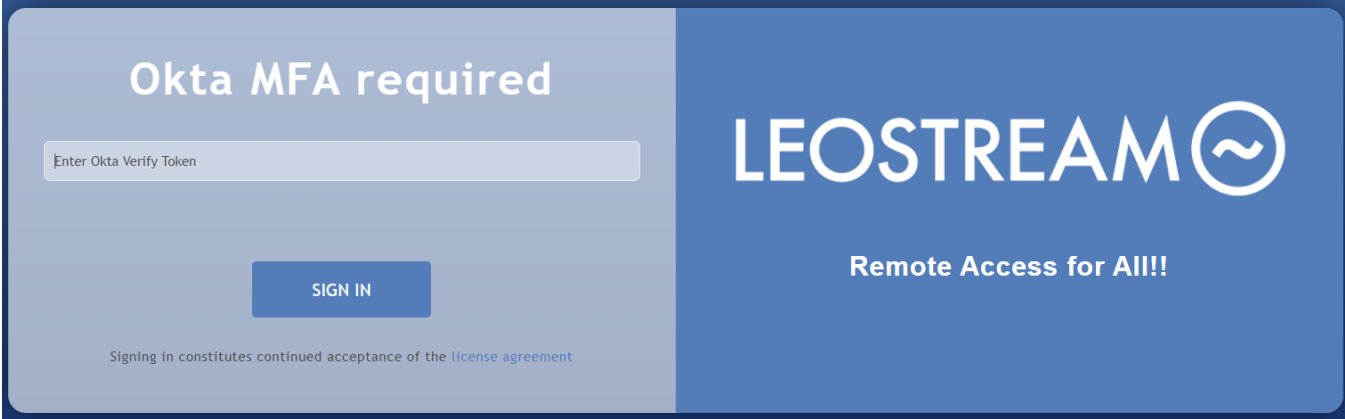 Okta MFA required
Enter Okta Verify Token
SIGN IN
Signing in constitutes continued acceptance of the license agreement
LEOSTREAM
Remote Access for All!!